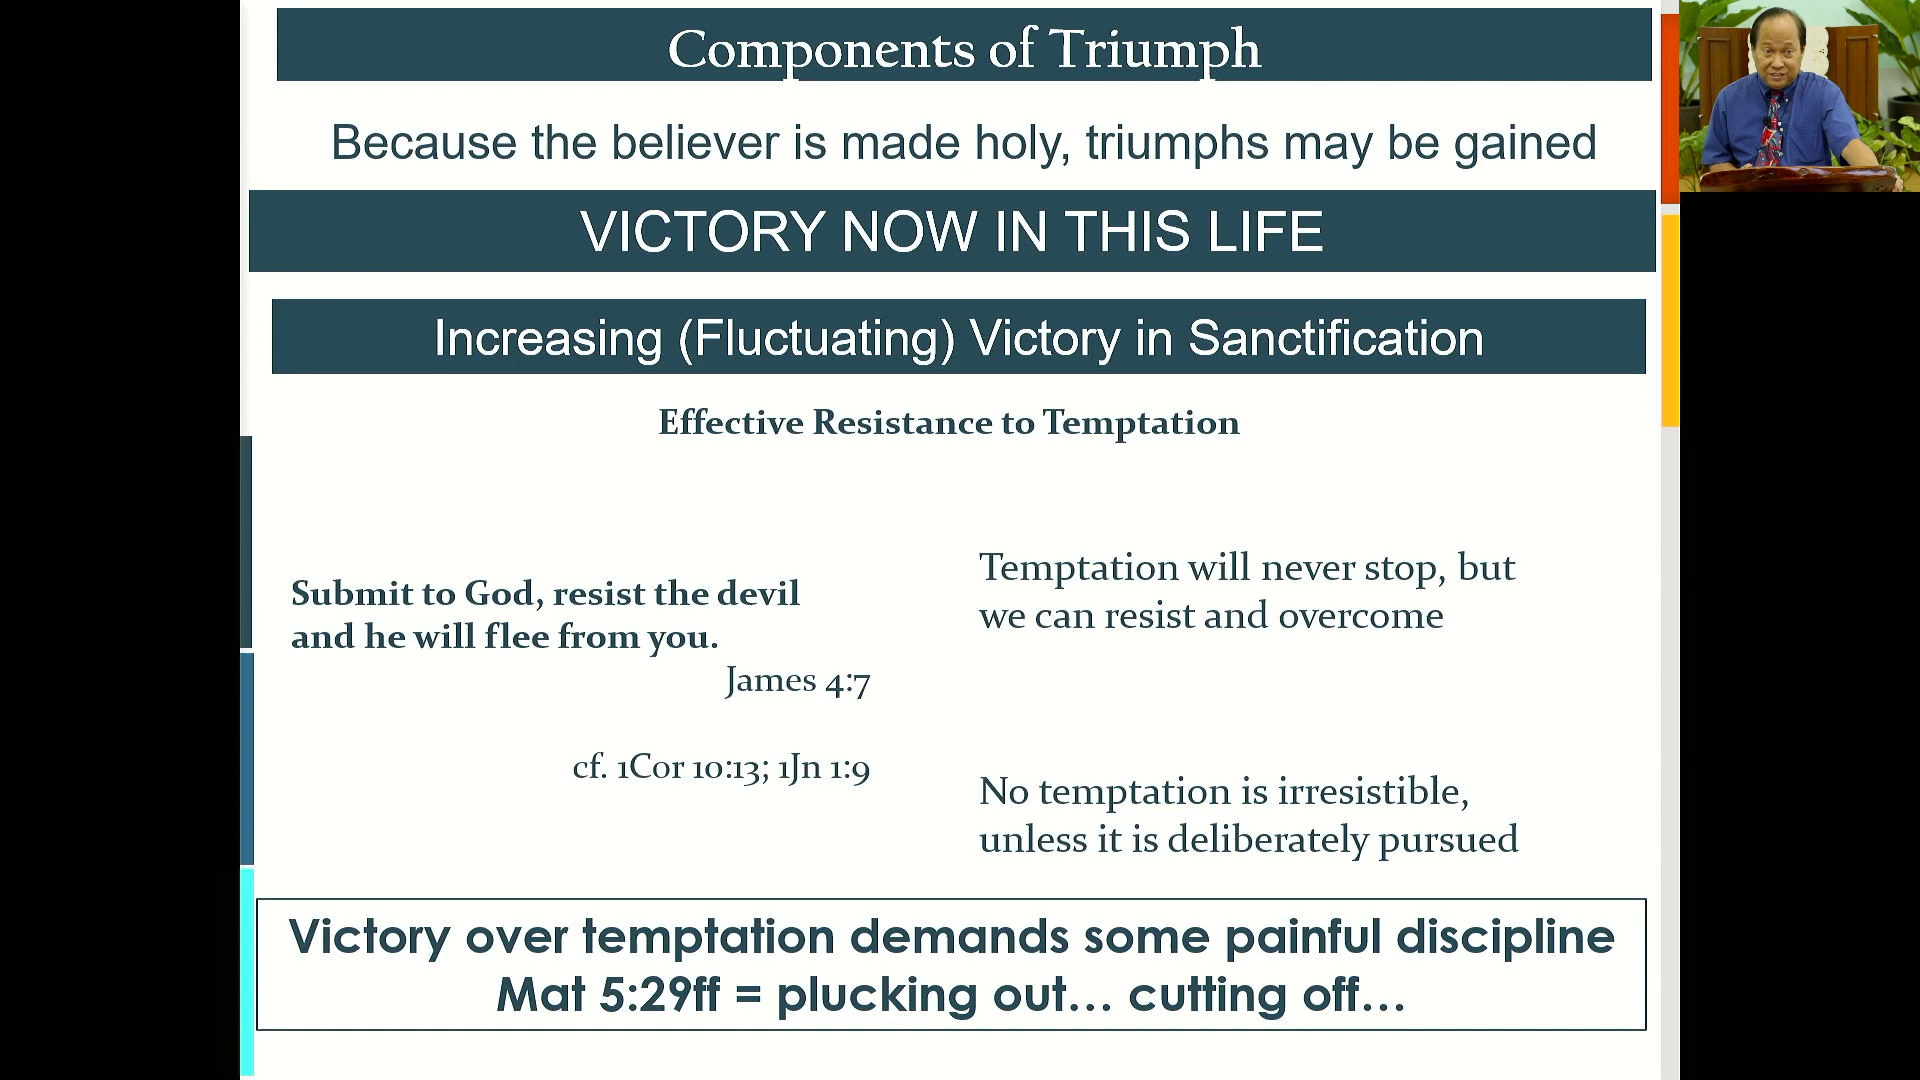 Components of Triumph
Because the believer is made holy, triumphs may be gained
VICTORY NOW IN THIS LIFE
Increasing (Fluctuating) Victory in Sanctification
Effective Resistance to Temptation
Submit to God, resist the devil
and he will flee from you.
James 4:7
cf. 1Cor 10:13; 1Jn 1:9
Temptation will never stop, but
we can resist and overcome
No temptation is irresistible,
unless it is deliberately pursued
Victory over temptation demands some painful discipline
Mat 5:29ff = plucking out... cutting off...